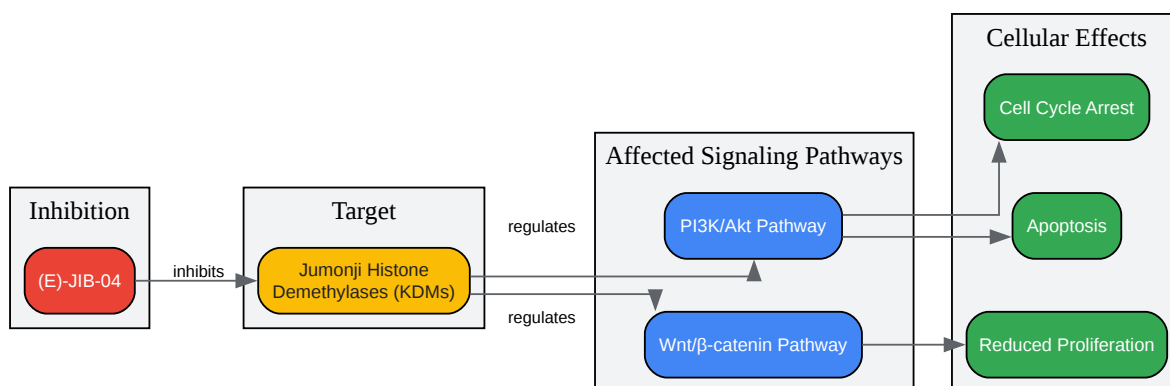 Inhibition
(E)-JIB-04
inhibits
Target
Jumonji Histone
Demethylases (KDMs)
regulates
regulates
Affected Signaling Pathways
PI3K/Akt Pathway
Wnt/β-catenin Pathway
Cellular Effects
Cell Cycle Arrest
Apoptosis
Reduced Proliferation